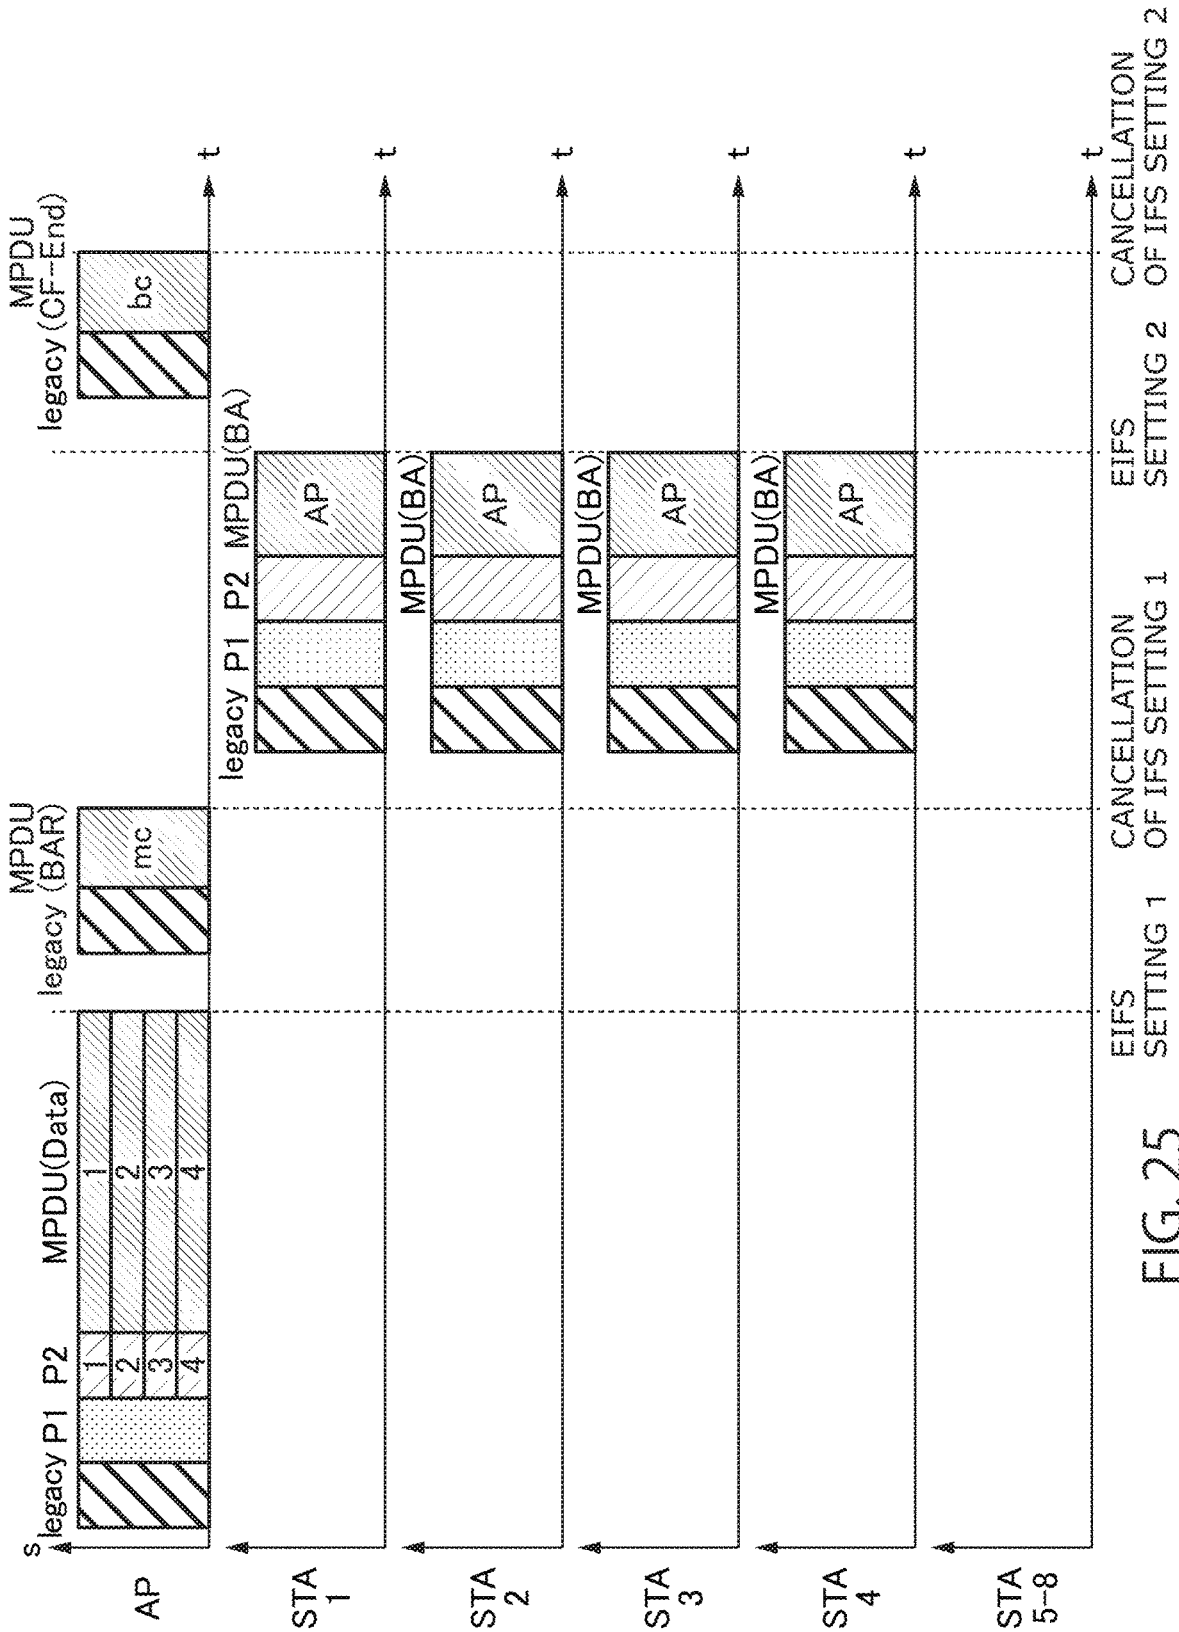 MPDU
legacy (CF-End)
MPDU
legacy (BAR)
legacy P1 P2 MPDU(Data)
s
AP
1
2
3
4
1
2
3
4
mc
bc
t
legacy P1 P2 MPDU(BA)
STA
1
AP
t
MPDU(BA)
STA
2
AP
t
MPDU(BA)
STA
3
AP
t
MPDU(BA)
STA
4
AP
t
STA
5-8
t
EIFS
SETTING 1
CANCELLATION
OF IFS SETTING 1
EIFS
SETTING 2
CANCELLATION
OF IFS SETTING 2
FIG. 25